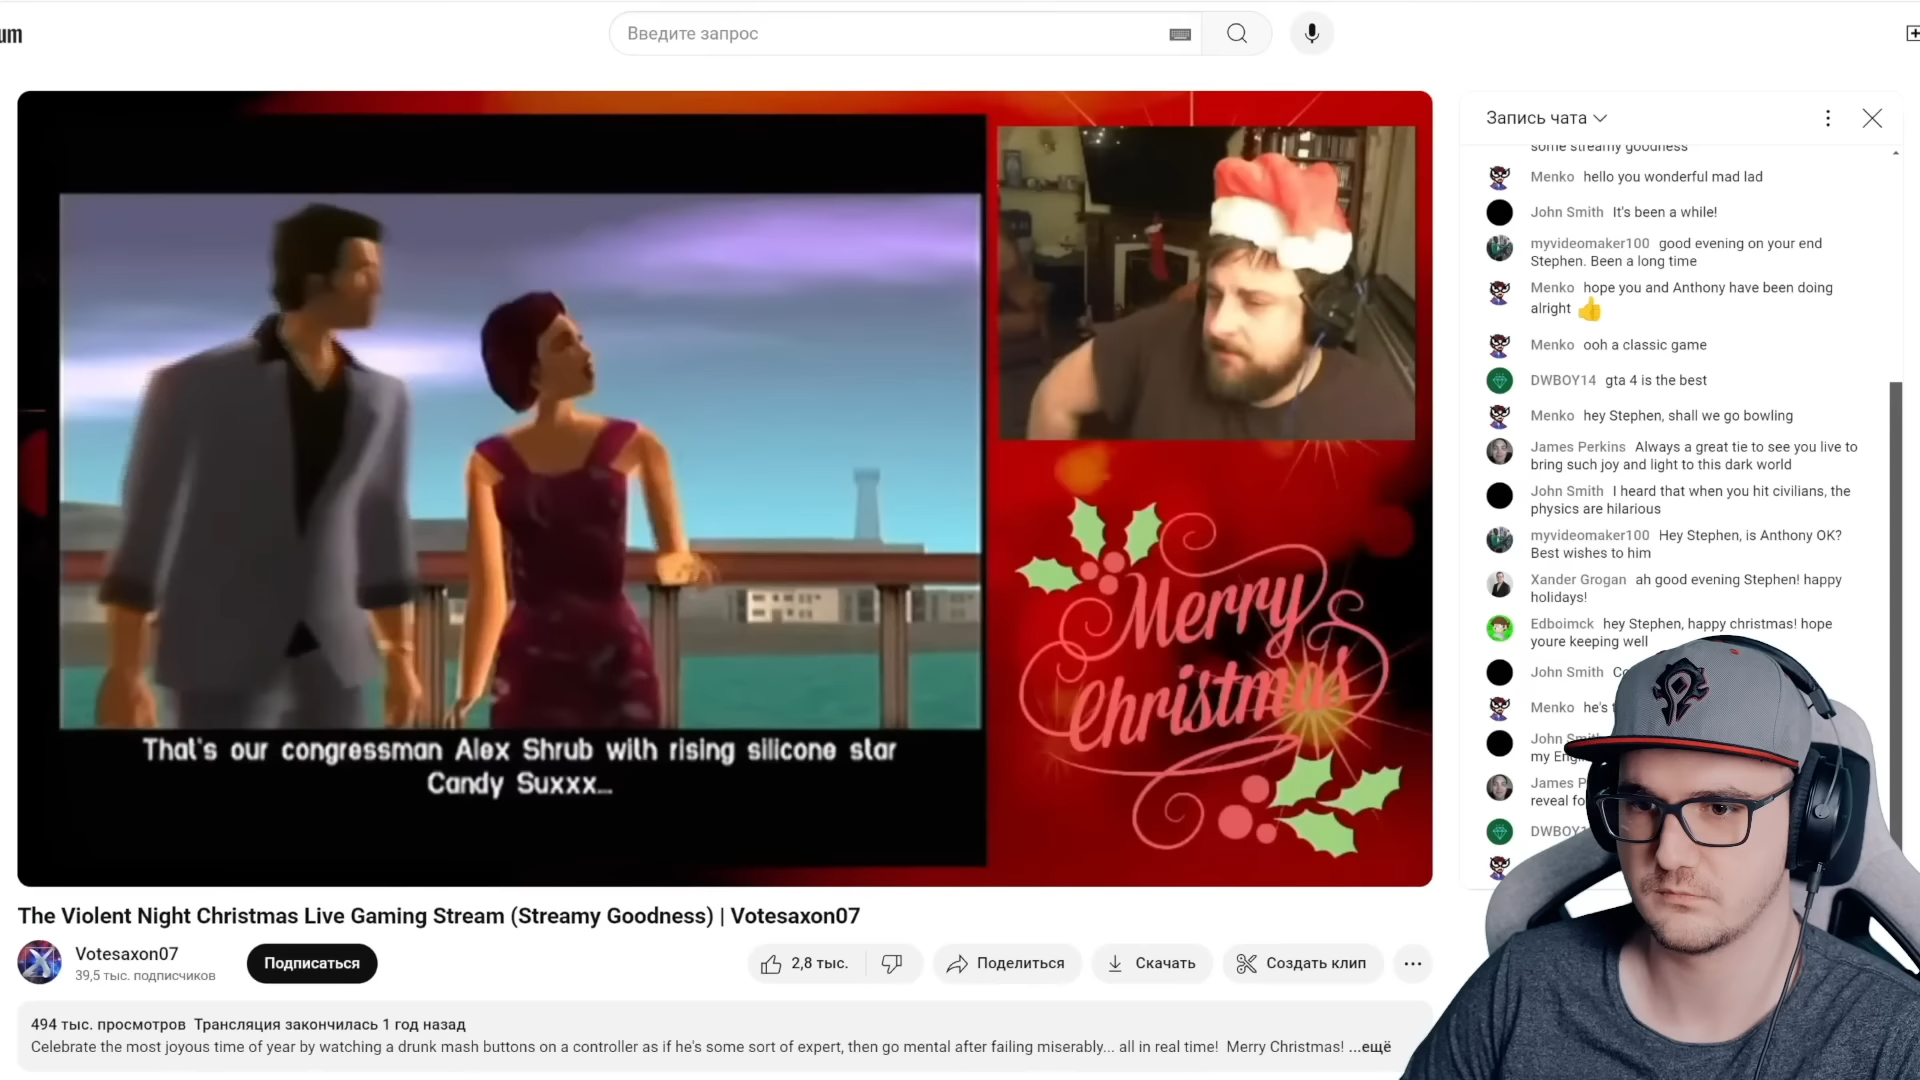 um
Введите запрос
That's our congressman Alex Shrub with rising silicone star
Candy Suxxx...
Merry
Christmas
Запись чата
some streamy goodness
Menko hello you wonderful mad lad
John Smith It's been a while!
myvideomaker100 good evening on your end
Stephen. Been a long time
Menko hope you and Anthony have been doing
alright 👍
Menko ooh a classic game
DWBOY14 gta 4 is the best
Menko hey Stephen, shall we go bowling
James Perkins Always a great tie to see you live to
bring such joy and light to this dark world
John Smith I heard that when you hit civilians, the
physics are hilarious
myvideomaker100 Hey Stephen, is Anthony OK?
Best wishes to him
Xander Grogan ah good evening Stephen! happy
holidays!
Edboimck hey Stephen, happy christmas! hope
youre keeping well
John Smith
Menko he's
John
my
James
reveal
The Violent Night Christmas Live Gaming Stream (Streamy Goodness) | Votesaxon07
Votesaxon07
39,5 тыс. подписчиков
Подписаться
2,8 тыс.
Поделиться
Скачать
Создать клип
494 тыс. просмотров Трансляция закончилась 1 год назад
Celebrate the most joyous time of year by watching a drunk mash buttons on a controller as if he's some sort of expert, then go mental after failing miserably... all in real time! Merry Christmas! ...ещё